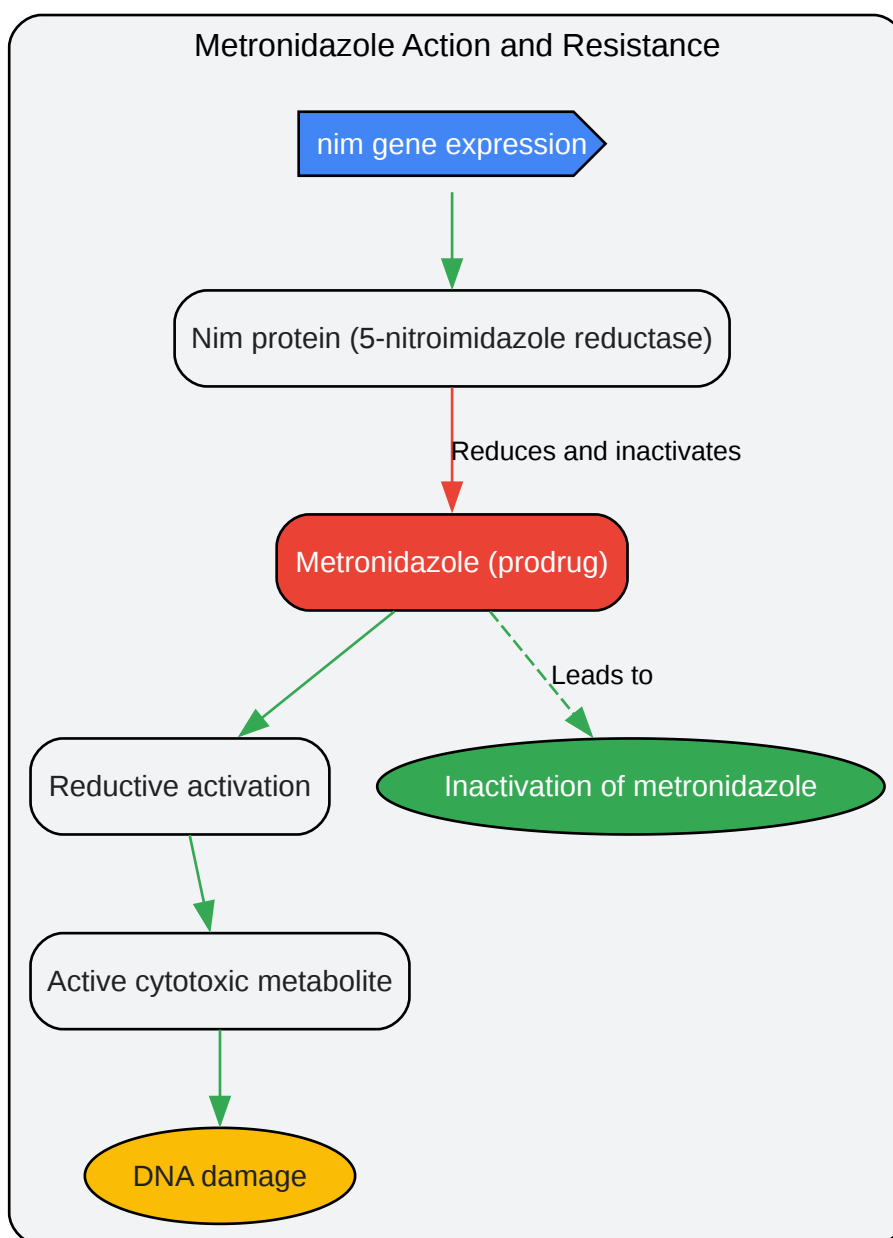 Metronidazole Action and Resistance
nim gene expression
Nim protein (5-nitroimidazole reductase)
Reduces and inactivates
Metronidazole (prodrug)
Leads to
Reductive activation
Inactivation of metronidazole
Active cytotoxic metabolite
DNA damage